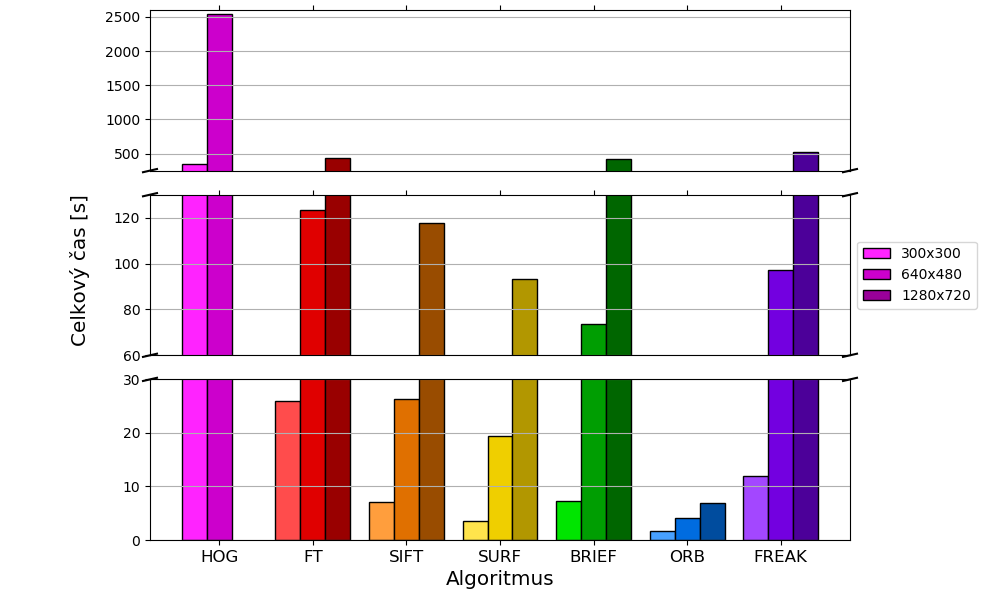 2500
2000
1500
1000
500
120
100
80
60
30
20
10
0
Celkový čas [s]
HOG FT SIFT SURF BRIEF ORB FREAK
Algoritmus
300x300
640x480
1280x720